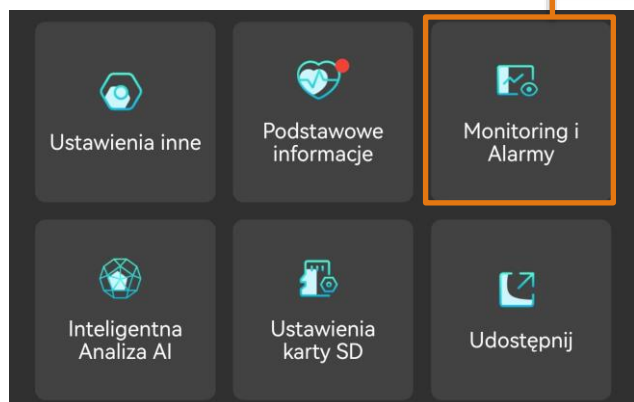 Ustawienia inne
Podstawowe
informacje
Monitoring i
Alarmy
Inteligentna
Analiza AI
Ustawienia
karty SD
Udostępnij